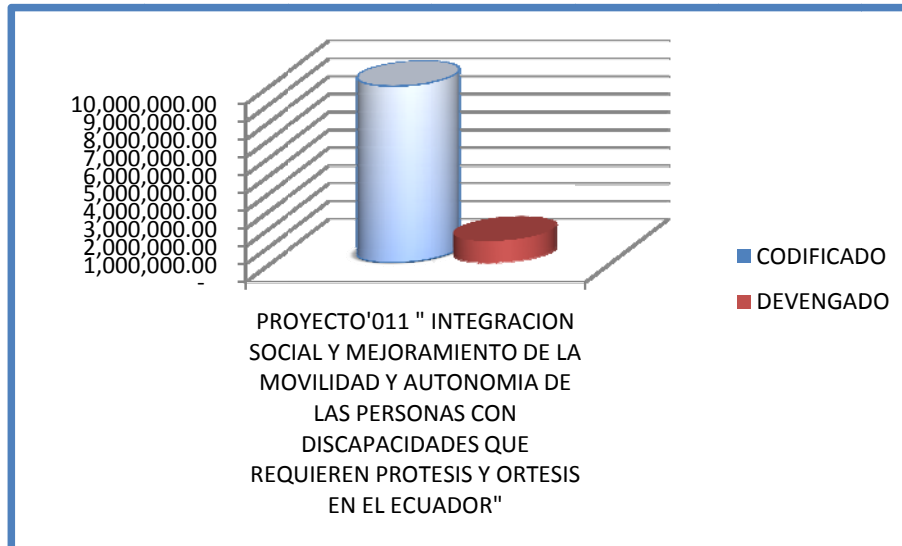 10,000,000.00
9,000,000.00
8,000,000.00
7,000,000.00
6,000,000.00
5,000,000.00
4,000,000.00
3,000,000.00
2,000,000.00
1,000,000.00
-
CODIFICADO
DEVENGADO
PROYECTO'011 " INTEGRACION
SOCIAL Y MEJORAMIENTO DE LA
MOVILIDAD Y AUTONOMIA DE
LAS PERSONAS CON
DISCAPACIDADES QUE
REQUIEREN PROTESIS Y ORTESIS
EN EL ECUADOR"